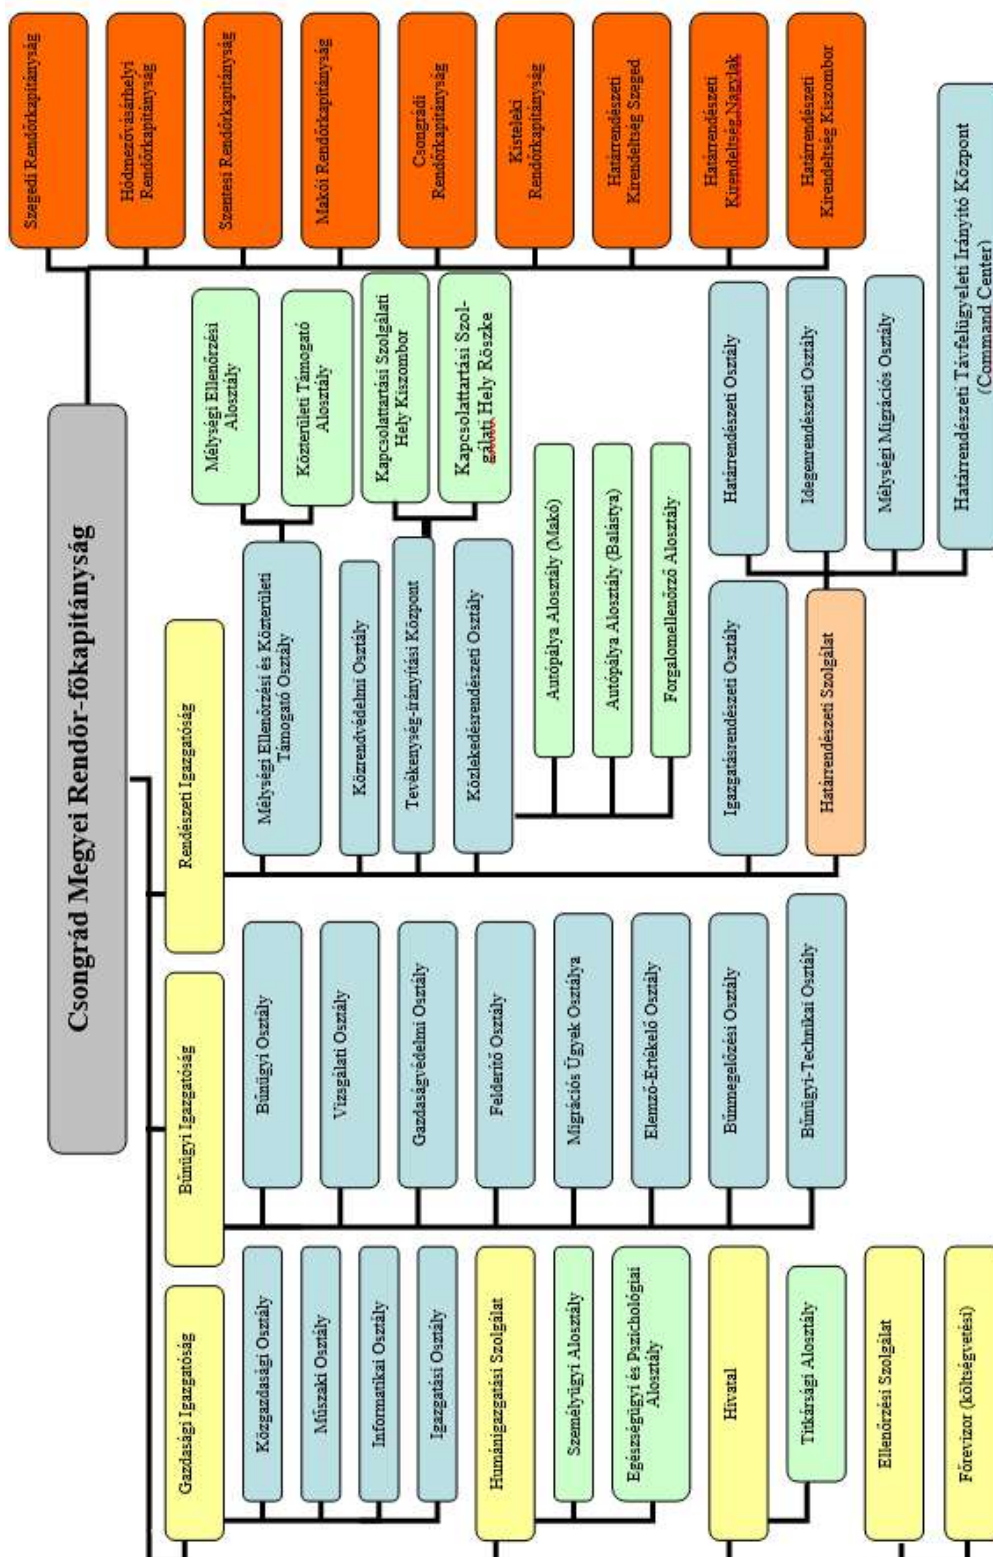 Csongrád Megyei Rendőr-főkapitányság
Gazdasági Igazgatóság
Közgazdasági Osztály
Műszaki Osztály
Informatikai Osztály
Igazgatási Osztály
Humánigazgatási Szolgálat
Személyügyi Alosztály
Egészségügyi és Pszichológiai
Alosztály
Hivatal
Titkársági Alosztály
Ellenőrzési Szolgálat
Főrevizor (költségvetési)
Bűnügyi Igazgatóság
Bűnügyi Osztály
Vizsgálati Osztály
Gazdaságvédelmi Osztály
Felderítő Osztály
Migrációs Ügyek Osztálya
Elemző-Értékelő Osztály
Bűnmegelőzési Osztály
Bűnügyi-Technikai Osztály
Rendészeti Igazgatóság
Mélységi Ellenőrzési és Közterületi
Támogató Osztály
Mélységi Ellenőrzési
Alosztály
Közterületi Támogató
Alosztály
Közrendvédelmi Osztály
Tevékenység-irányítási Központ
Kapcsolattartási Szolgálati
Hely Kiszombor
Kapcsolattartási Szol-
gálati Hely Röszke
Közlekedésrendészeti Osztály
Autópálya Alosztály (Makó)
Autópálya Alosztály (Balástya)
Forgalomellenőrző Alosztály
Igazgatásrendészeti Osztály
Határrendészeti Szolgálat
Határrendészeti Osztály
Idegenrendészeti Osztály
Mélységi Migrációs Osztály
Határrendészeti Távfelügyeleti Irányító Központ
(Command Center)
Szegedi Rendőrkapitányság
Hódmezővásárhelyi
Rendőrkapitányság
Szentesi Rendőrkapitányság
Makói Rendőrkapitányság
Csongrádi
Rendőrkapitányság
Kisteleki
Rendőrkapitányság
Határrendészeti
Kirendeltség Szeged
Határrendészeti
Kirendeltség Nagylak
Határrendészeti
Kirendeltség Kiszombor